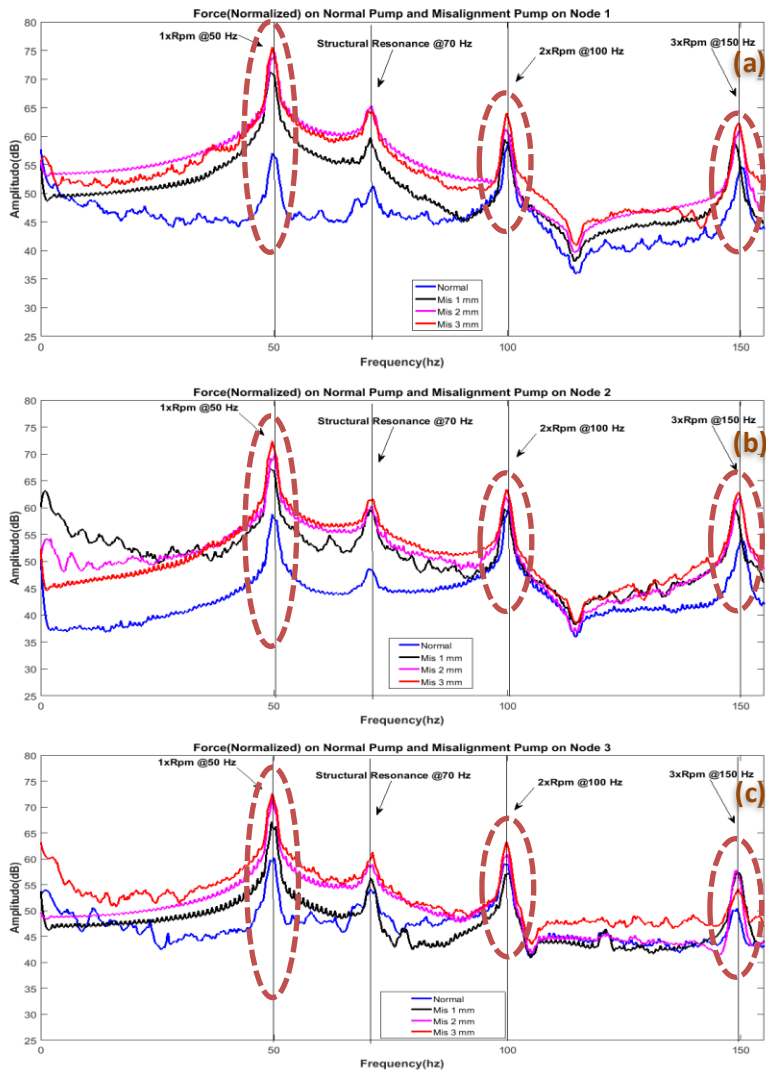 Force(Normalized) on Normal Pump and Misalignment Pump on Node 1
1xRpm @50 Hz
Structural Resonance @70 Hz
2xRpm @100 Hz
3xRpm @150 Hz
(a)
80
75
70
65
60
55
50
45
40
35
30
25
Amplitudo(dB)
Normal
Mis 1 mm
Mis 2 mm
Mis 3 mm
0
50
100
150
Frequency(hz)
Force(Normalized) on Normal Pump and Misalignment Pump on Node 2
1xRpm @50 Hz
Structural Resonance @70 Hz
2xRpm @100 Hz
3xRpm @150 Hz
(b)
80
75
70
65
60
55
50
45
40
35
30
25
Amplitudo(dB)
Normal
Mis 1 mm
Mis 2 mm
Mis 3 mm
0
50
100
150
Frequency(hz)
Force(Normalized) on Normal Pump and Misalignment Pump on Node 3
1xRpm @50 Hz
Structural Resonance @70 Hz
2xRpm @100 Hz
3xRpm @150 Hz
(c)
80
75
70
65
60
55
50
45
40
35
30
25
Amplitudo(dB)
Normal
Mis 1 mm
Mis 2 mm
Mis 3 mm
0
50
100
150
Frequency(hz)